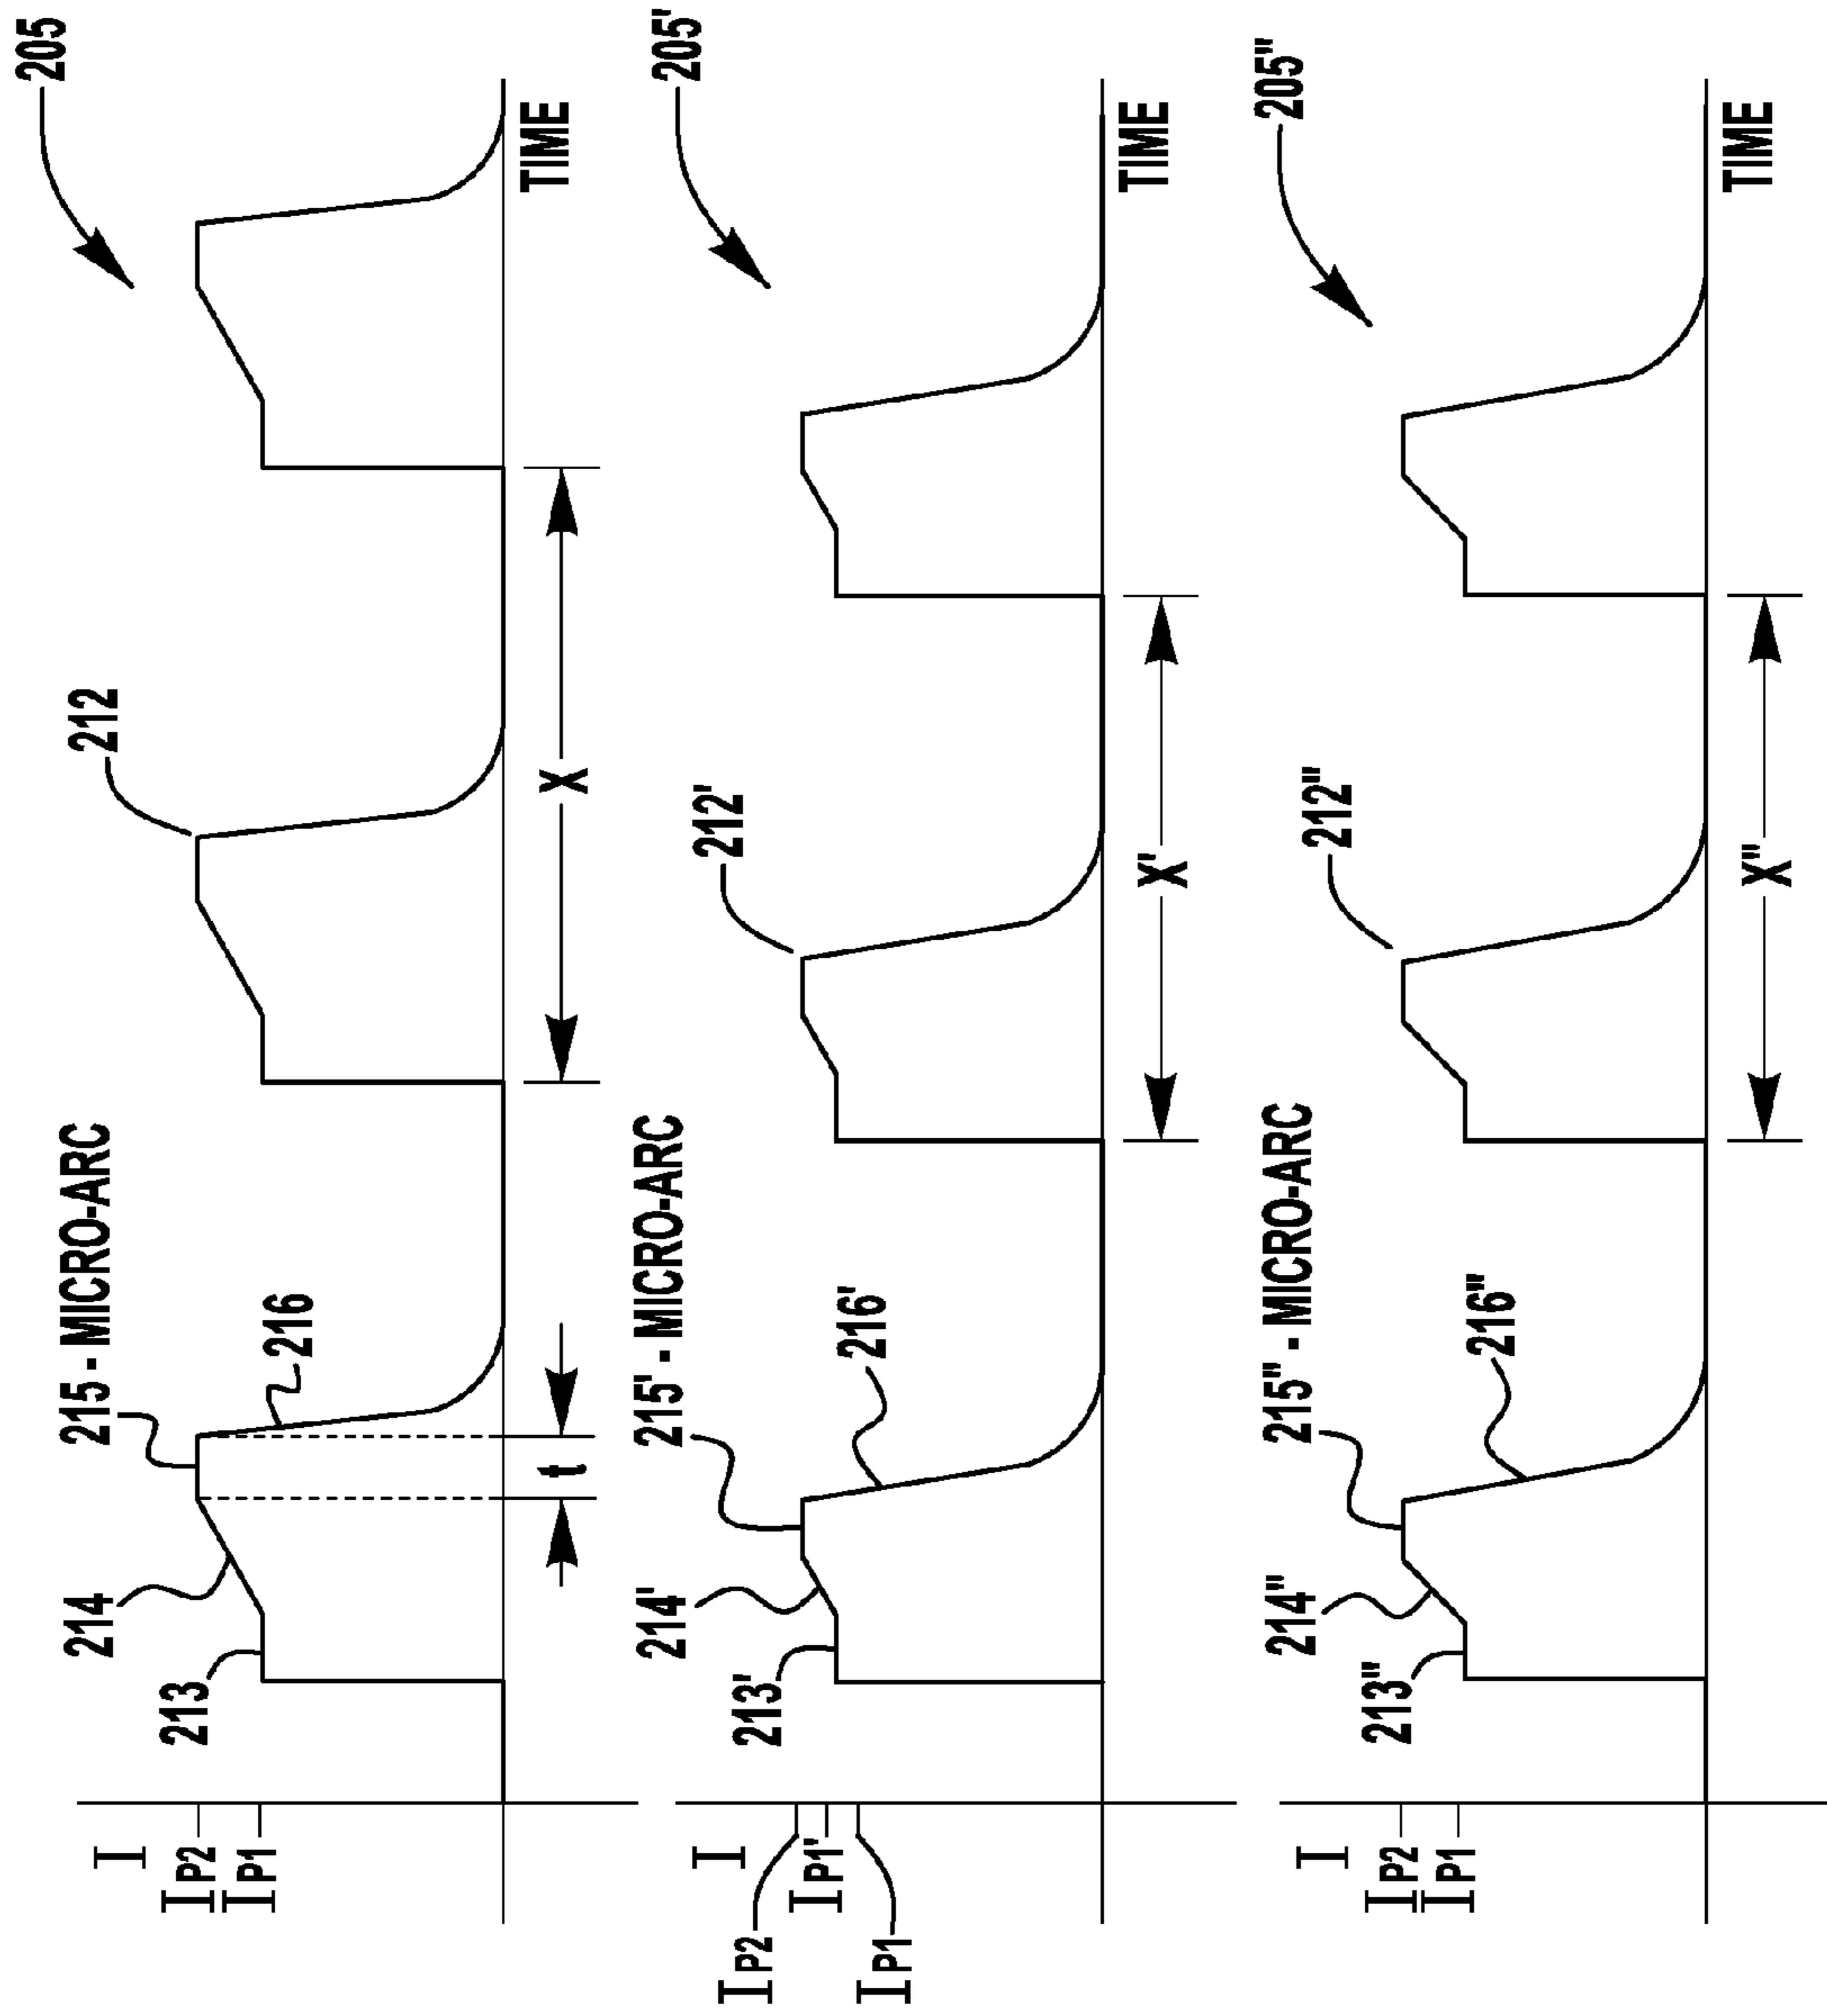 205
212
215 - MICRO-ARC
214
213
216
I
IP2
IP1
t
X
TIME
205'
212'
215' - MICRO-ARC
214'
213'
216'
I
IP2
IP1"
IP1
X'
TIME
205"
212"
215" - MICRO-ARC
214"
213"
216"
I
IP2
IP1
X"
TIME